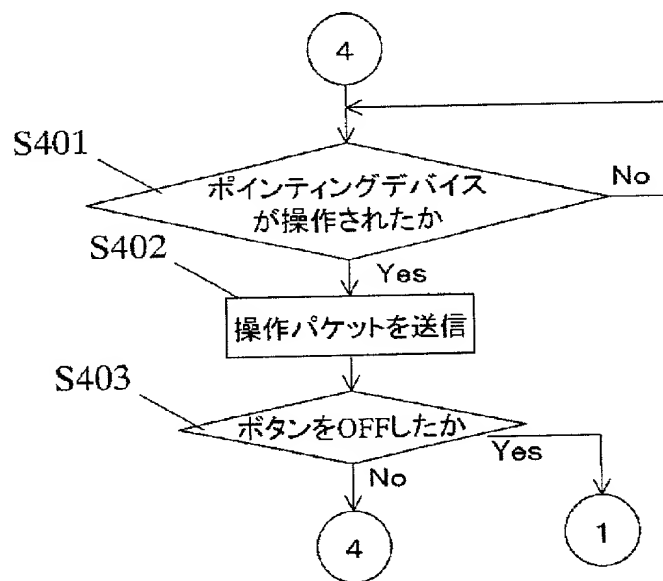 4
S401
ポインティングデバイス
が操作されたか
No
S402
Yes
操作パケットを送信
S403
ボタンをOFFしたか
Yes
No
4
1